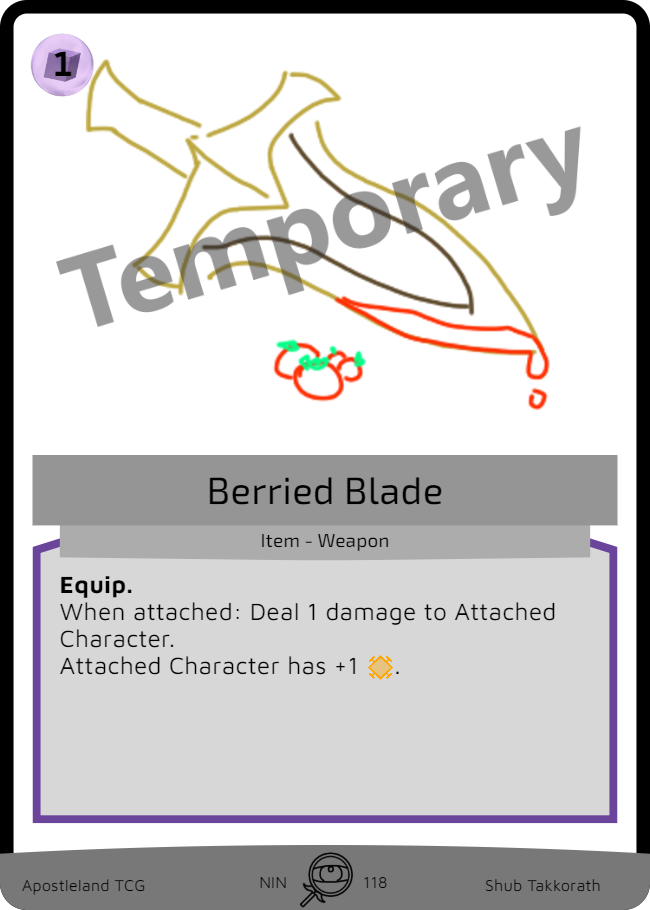 1
Temporary
Berried Blade
Item - Weapon
Equip.
When attached: Deal 1 damage to Attached
Character.
Attached Character has +1 .
Apostleland TCG
NIN
118
Shub Takkorath